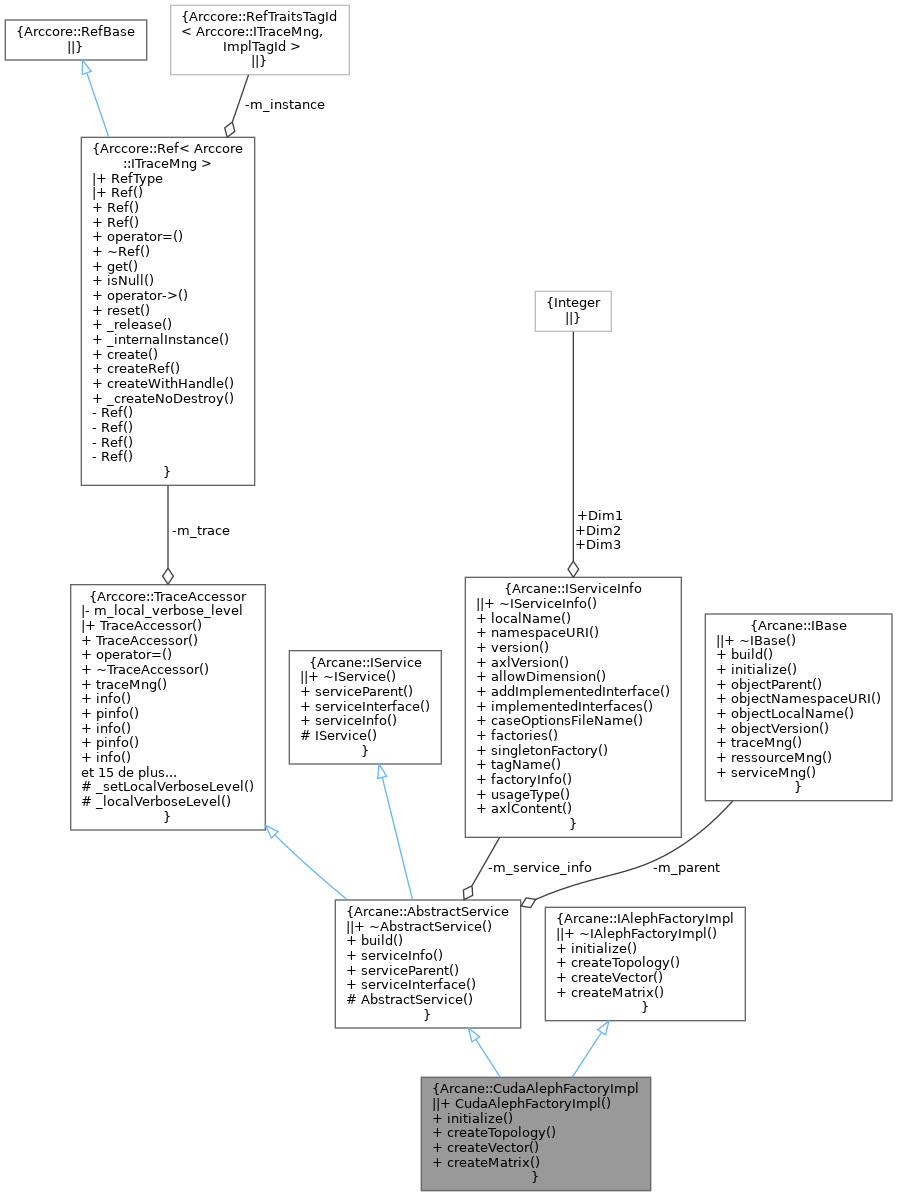 {Arccore::RefBase
||}
{Arccore::RefTraitsTagId
< Arccore::ITraceMng,
ImplTagId >
||}
-m_instance
{Arccore::Ref< Arccore
::ITraceMng >
|+ RefType
|+ Ref()
+ Ref()
+ Ref()
+ operator=()
+ ~Ref()
+ get()
+ isNull()
+ operator->()
+ reset()
+ _release()
+ _internalInstance()
+ create()
+ createRef()
+ createWithHandle()
+ _createNoDestroy()
- Ref()
- Ref()
- Ref()
- Ref()
}
{Integer
||}
-m_trace
+Dim1
+Dim2
+Dim3
{Arccore::TraceAccessor
|- m_local_verbose_level
|+ TraceAccessor()
+ TraceAccessor()
+ operator=()
+ ~TraceAccessor()
+ traceMng()
+ info()
+ pinfo()
+ info()
+ pinfo()
+ info()
et 15 de plus...
# _setLocalVerboseLevel()
# _localVerboseLevel()
}
{Arcane::IService
||+ ~IService()
+ serviceParent()
+ serviceInterface()
+ serviceInfo()
# IService()
}
{Arcane::IServiceInfo
||+ ~IServiceInfo()
+ localName()
+ namespaceURI()
+ version()
+ axlVersion()
+ allowDimension()
+ addImplementedInterface()
+ implementedInterfaces()
+ caseOptionsFileName()
+ factories()
+ singletonFactory()
+ tagName()
+ factoryInfo()
+ usageType()
+ axlContent()
}
{Arcane::IBase
||+ ~IBase()
+ build()
+ initialize()
+ objectParent()
+ objectNamespaceURI()
+ objectLocalName()
+ objectVersion()
+ traceMng()
+ ressourceMng()
+ serviceMng()
}
-m_service_info
-m_parent
{Arcane::AbstractService
||+ ~AbstractService()
+ build()
+ serviceInfo()
+ serviceParent()
+ serviceInterface()
# AbstractService()
}
{Arcane::IAlephFactoryImpl
||+ ~IAlephFactoryImpl()
+ initialize()
+ createTopology()
+ createVector()
+ createMatrix()
}
{Arcane::CudaAlephFactoryImpl
||+ CudaAlephFactoryImpl()
+ initialize()
+ createTopology()
+ createVector()
+ createMatrix()
}